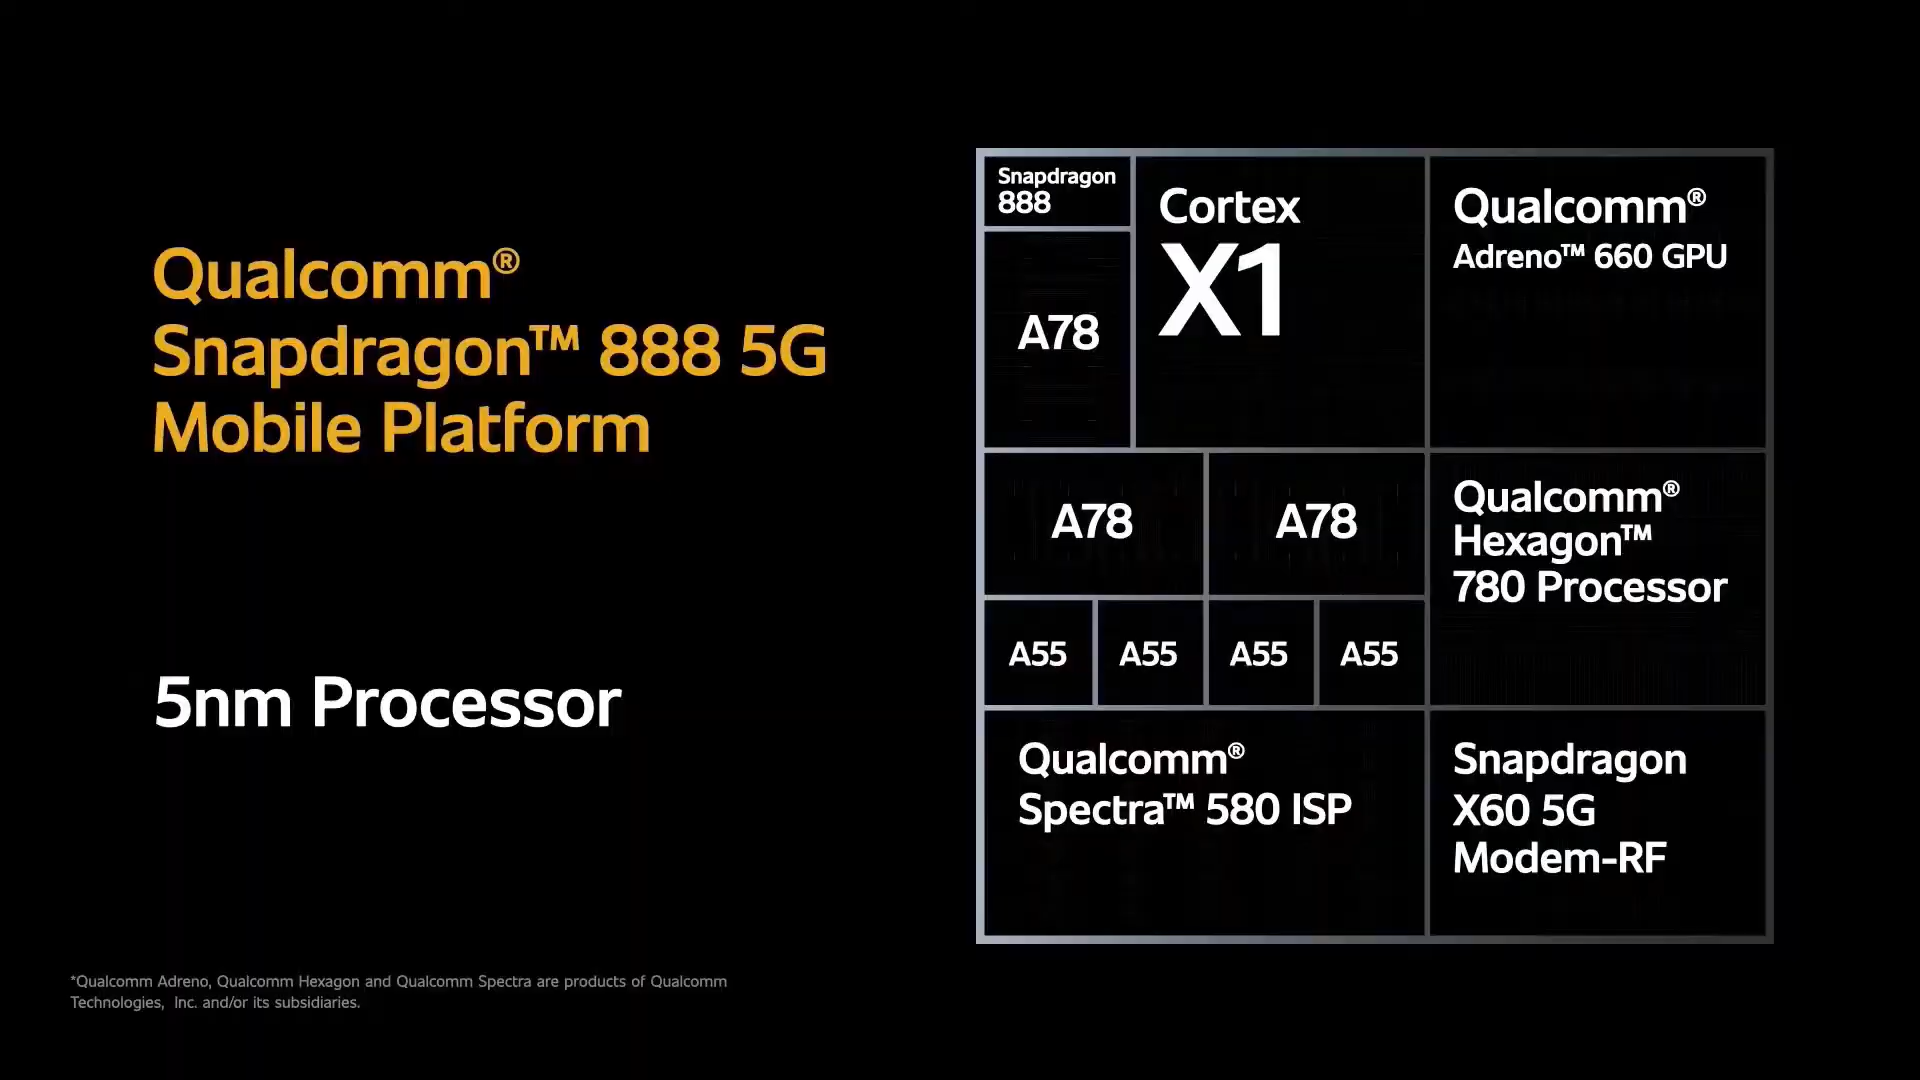 Qualcomm®
Snapdragon™ 888 5G
Mobile Platform
5nm Processor
*Qualcomm Adreno, Qualcomm Hexagon and Qualcomm Spectra are products of Qualcomm
Technologies, Inc. and/or its subsidiaries.
Snapdragon
888
A78
Cortex
X1
Qualcomm®
Adreno™ 660 GPU
A78
A78
A55
A55
A55
A55
Qualcomm®
Hexagon™
780 Processor
Qualcomm®
Spectra™ 580 ISP
Snapdragon
X60 5G
Modem-RF